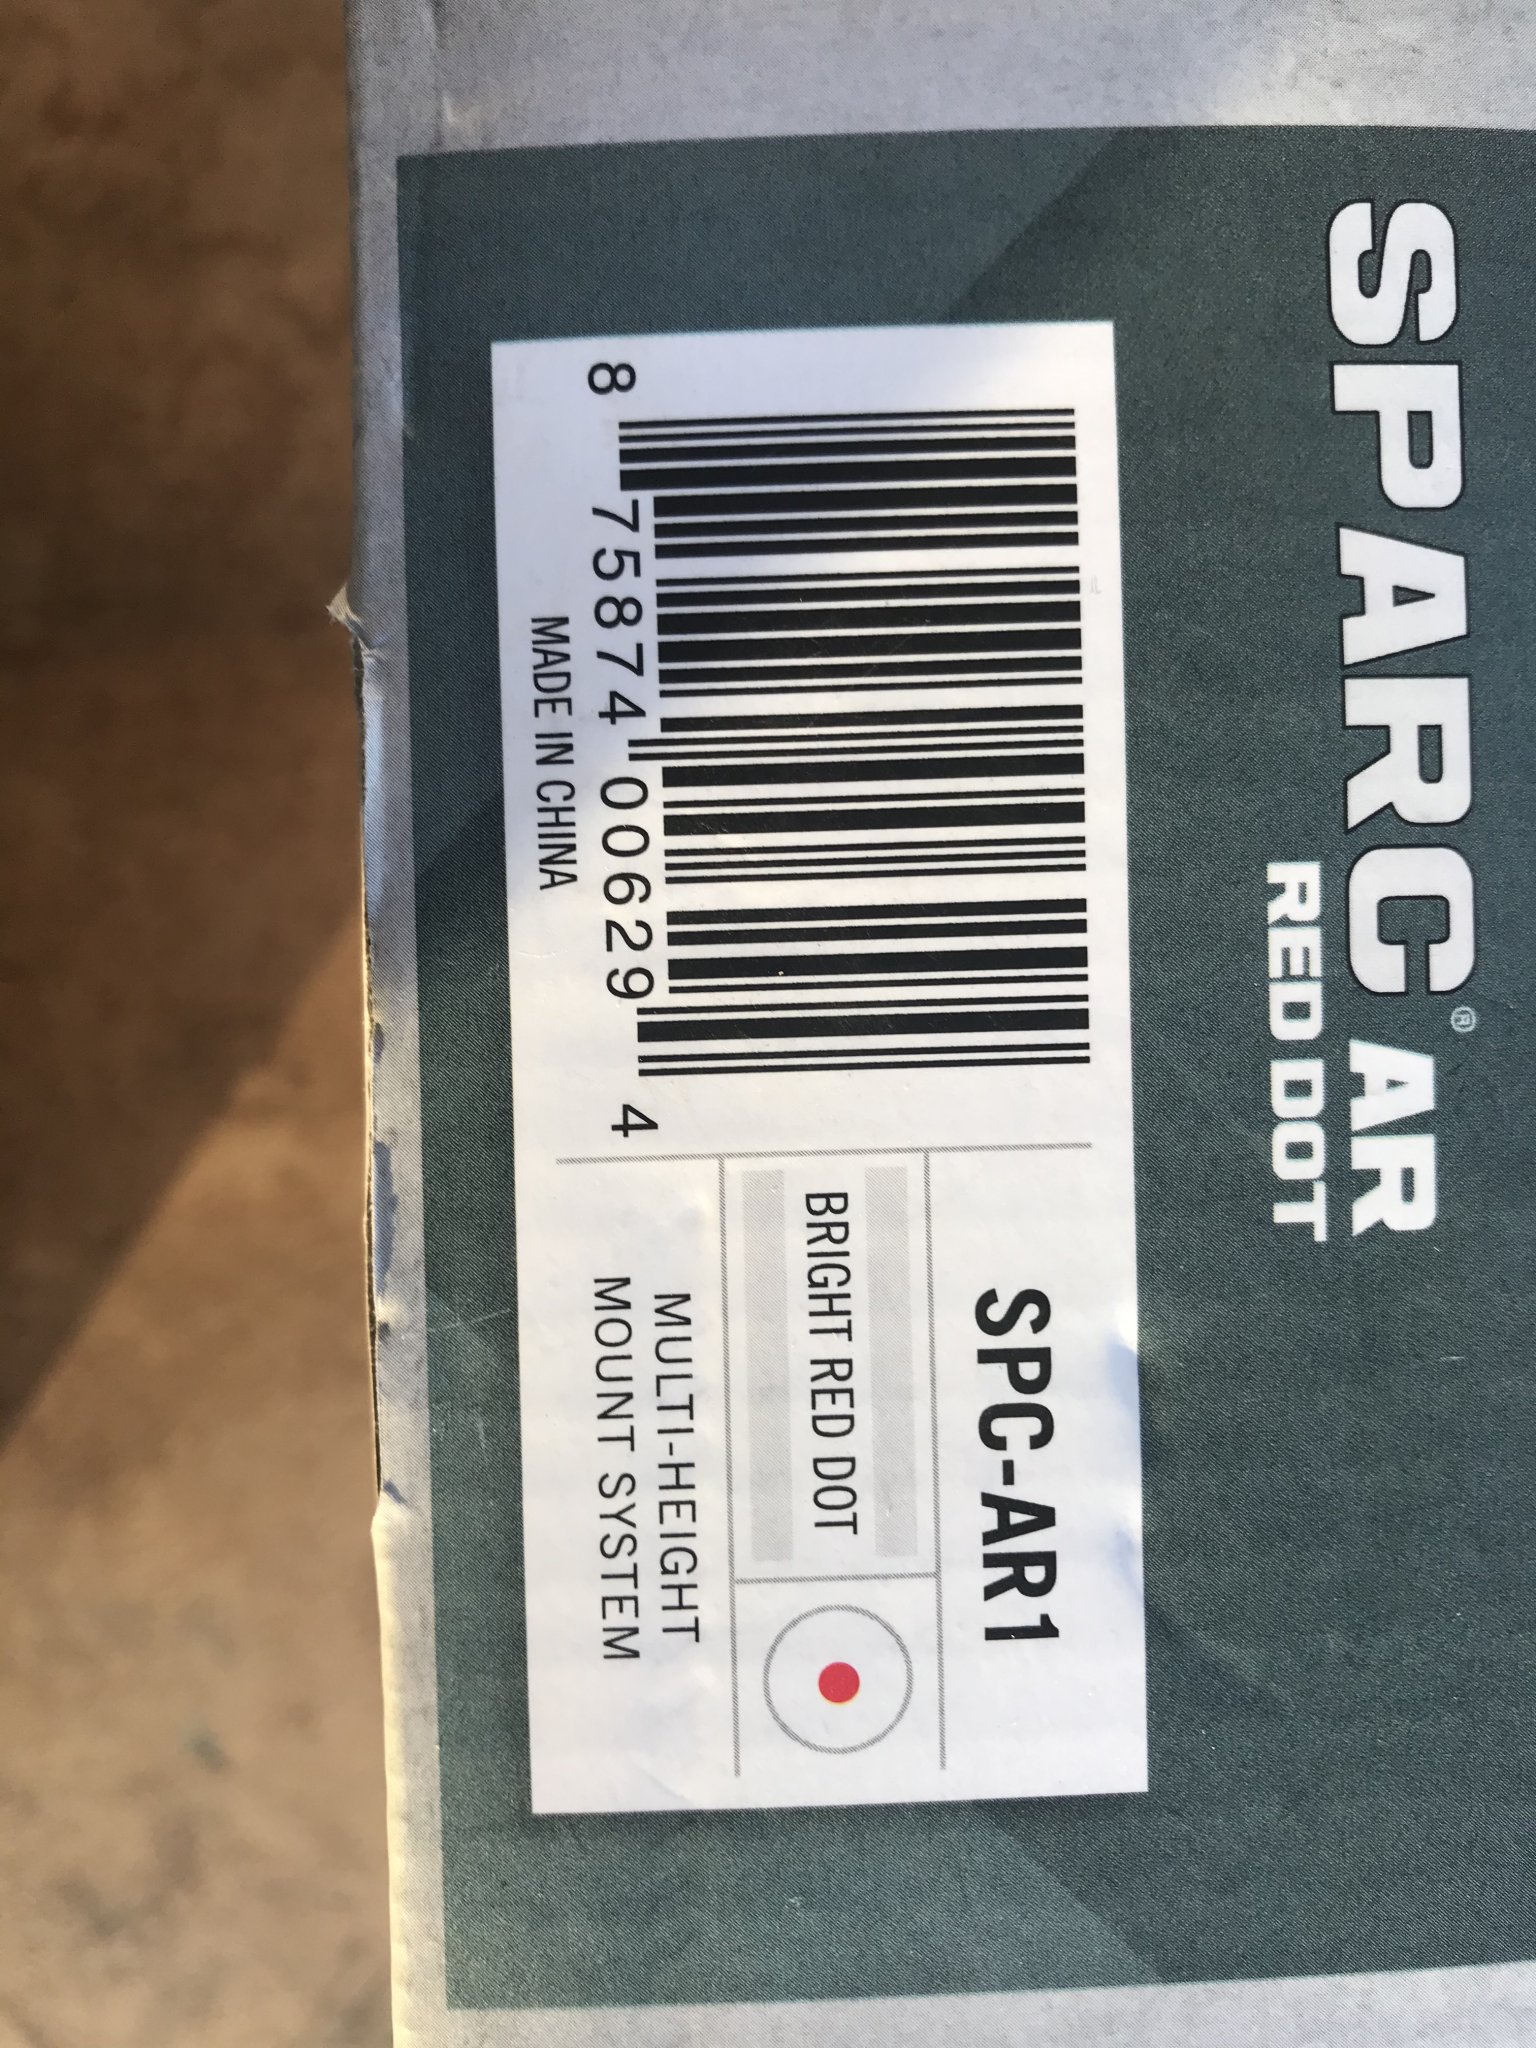 SPARC® AR
RED DOT
8 75874 00629 4
MADE IN CHINA
SPC-AR1
BRIGHT RED DOT
MULTI-HEIGHT
MOUNT SYSTEM